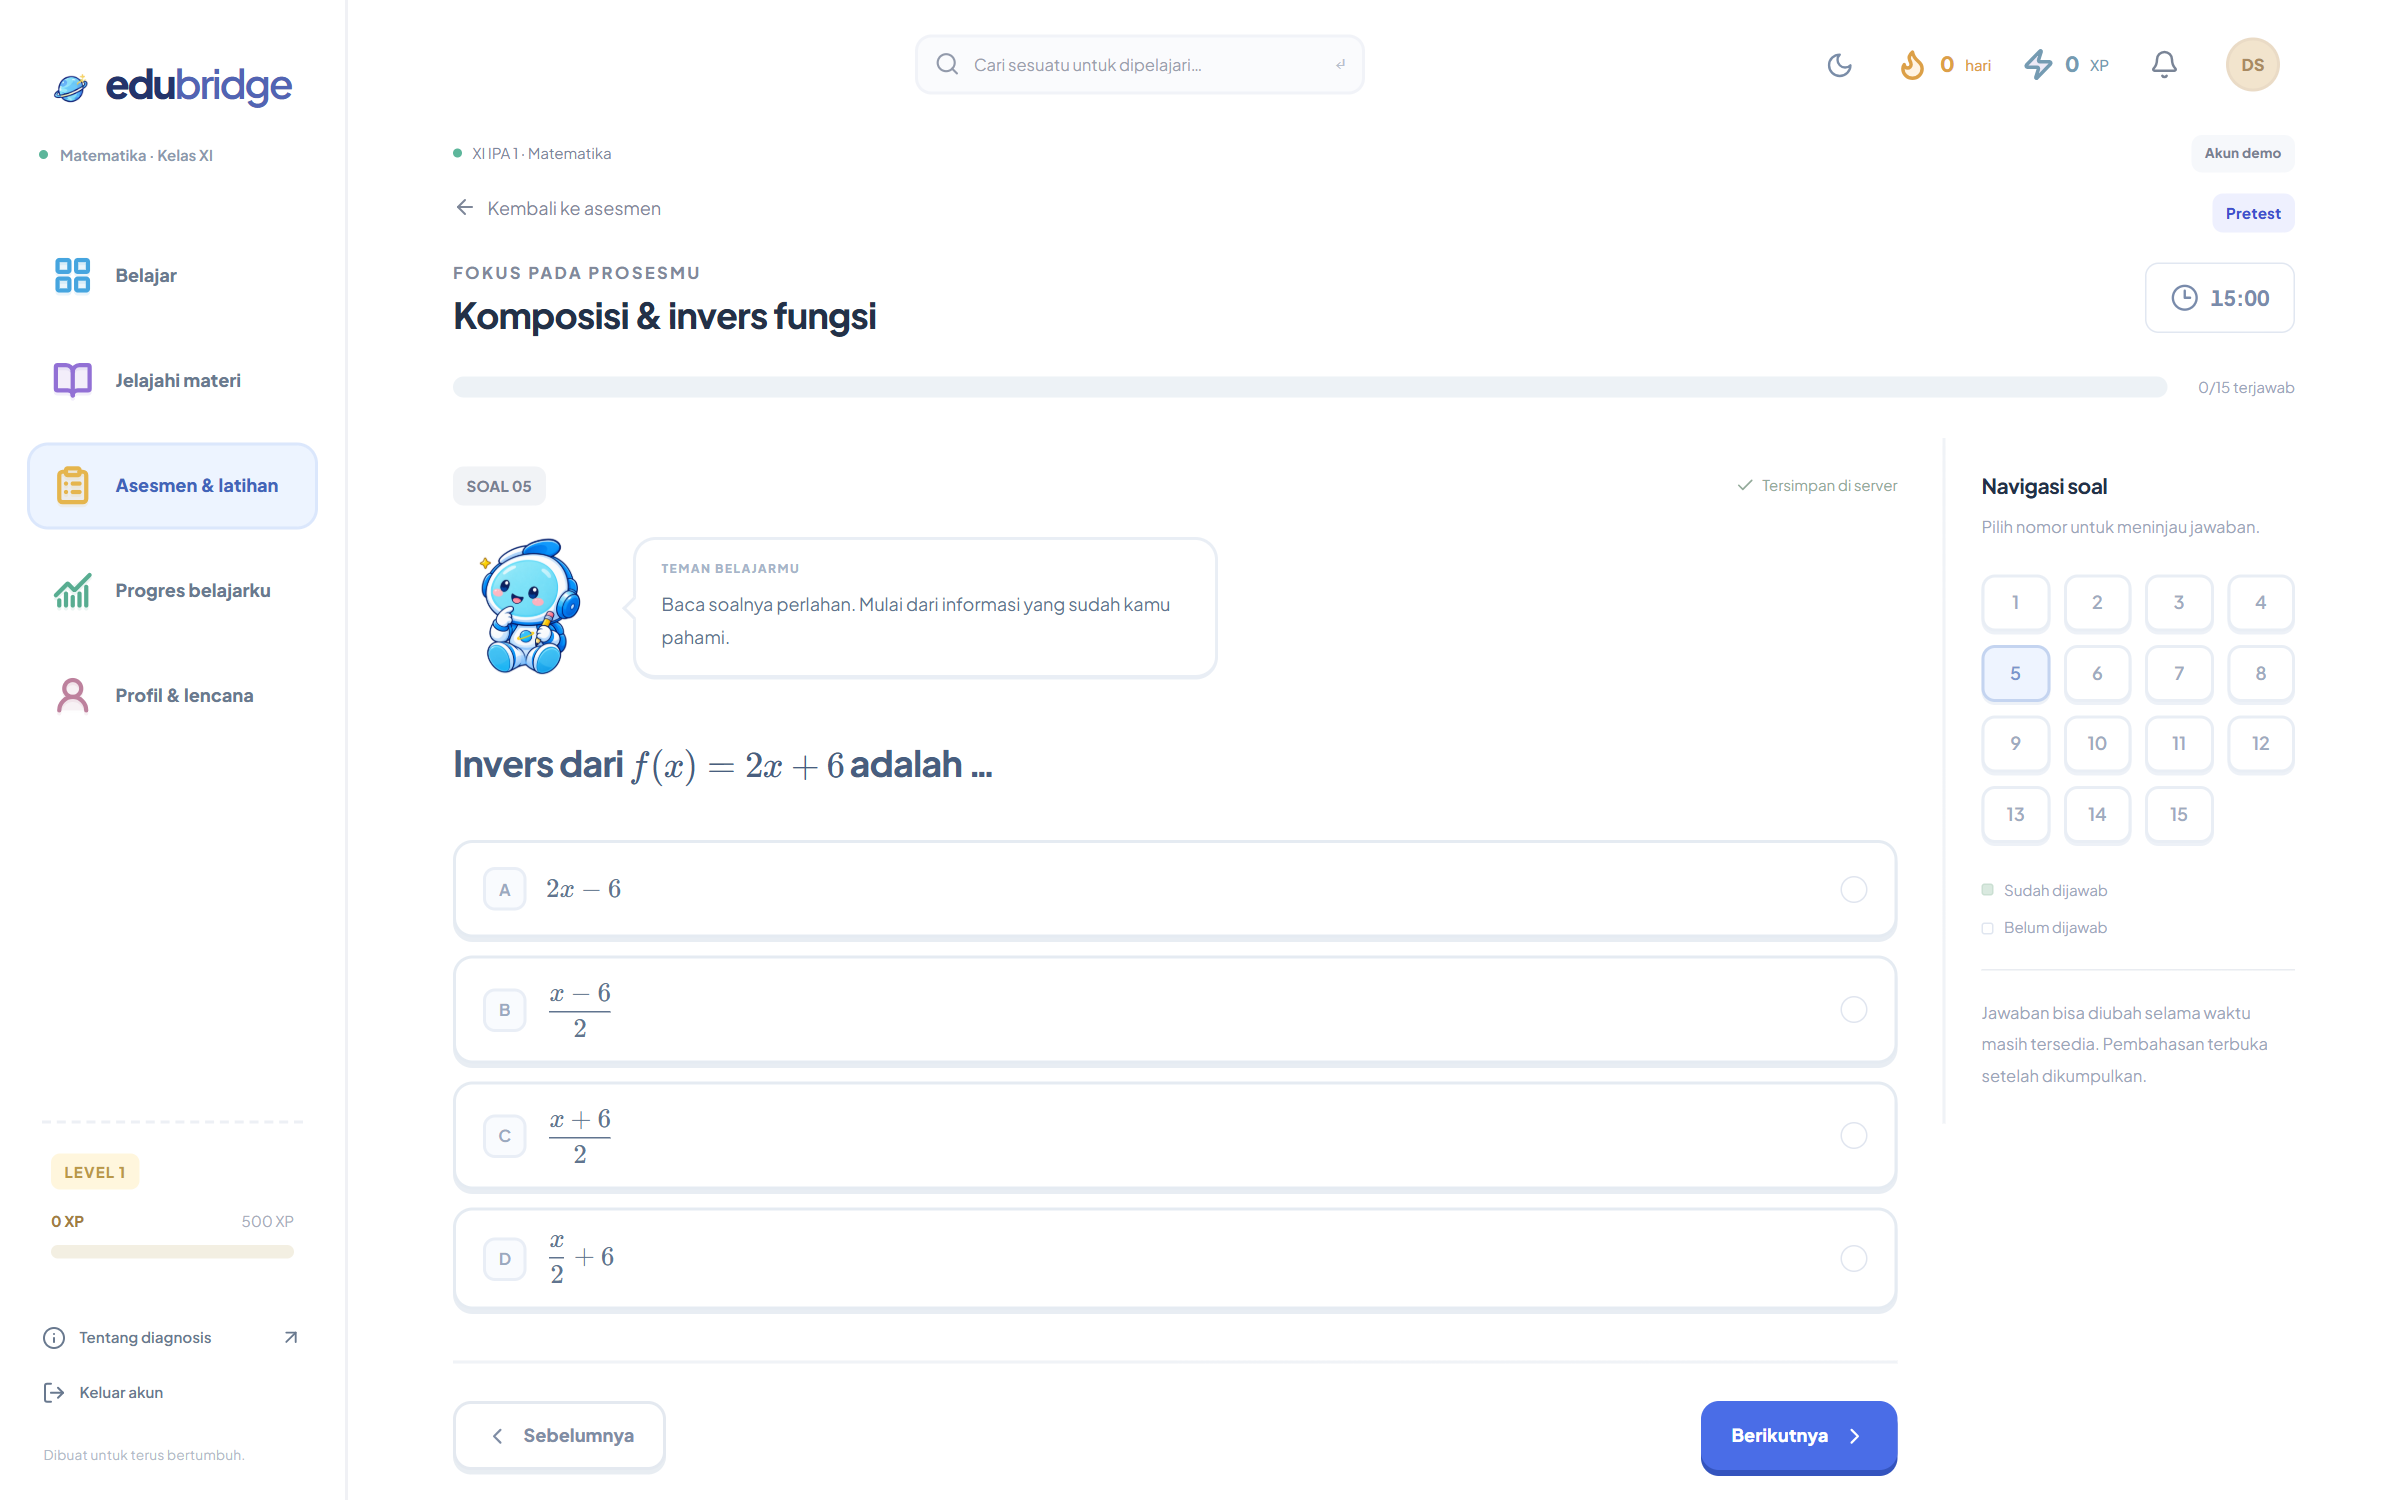 edubridge
Matematika · Kelas XI
Belajar
Jelajahi materi
Asesmen & latihan
Progres belajarku
Profil & lencana
LEVEL 1
0 XP 500 XP
Tentang diagnosis
Keluar akun
Dibuat untuk terus bertumbuh.
Cari sesuatu untuk dipelajari...
0 hari
0 XP
DS
XI IPA 1 · Matematika
Akun demo
Kembali ke asesmen
Pretest
FOKUS PADA PROSESMU
Komposisi & invers fungsi
15:00
0/15 terjawab
SOAL 05
Tersimpan di server
TEMAN BELAJARMU
Baca soalnya perlahan. Mulai dari informasi yang sudah kamu
pahami.
Invers dari f(x) = 2x + 6 adalah ...
A 2x − 6
B (x − 6)/2
C (x + 6)/2
D x/2 + 6
Sebelumnya
Berikutnya
Navigasi soal
Pilih nomor untuk meninjau jawaban.
1 2 3 4
5 6 7 8
9 10 11 12
13 14 15
Sudah dijawab
Belum dijawab
Jawaban bisa diubah selama waktu
masih tersedia. Pembahasan terbuka
setelah dikumpulkan.